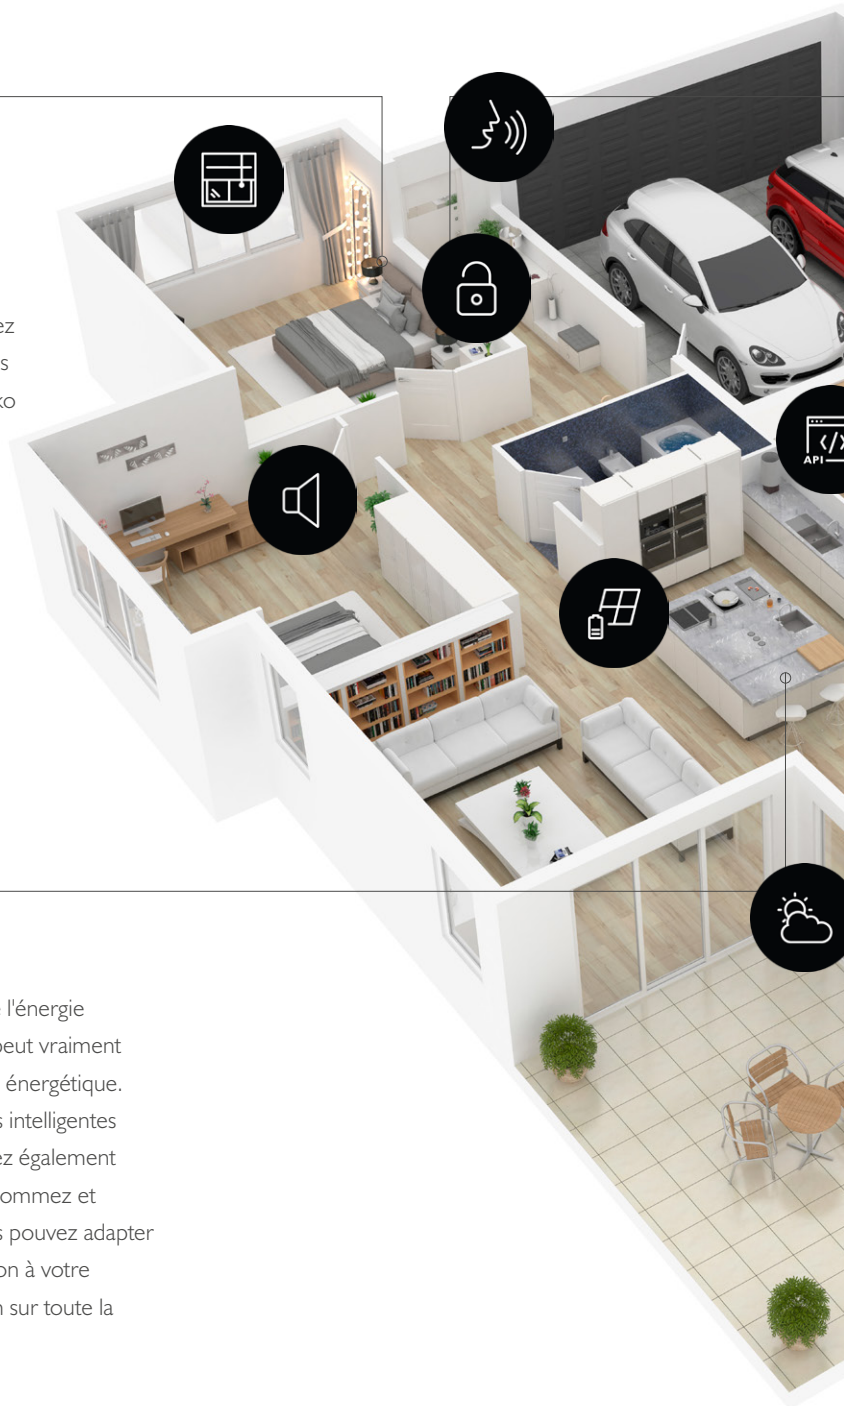 ez
s
ko
API
l'énergie
peut vraiment
énergétique.
s intelligentes
ez également
ommez et
s pouvez adapter
on à votre
n sur toute la